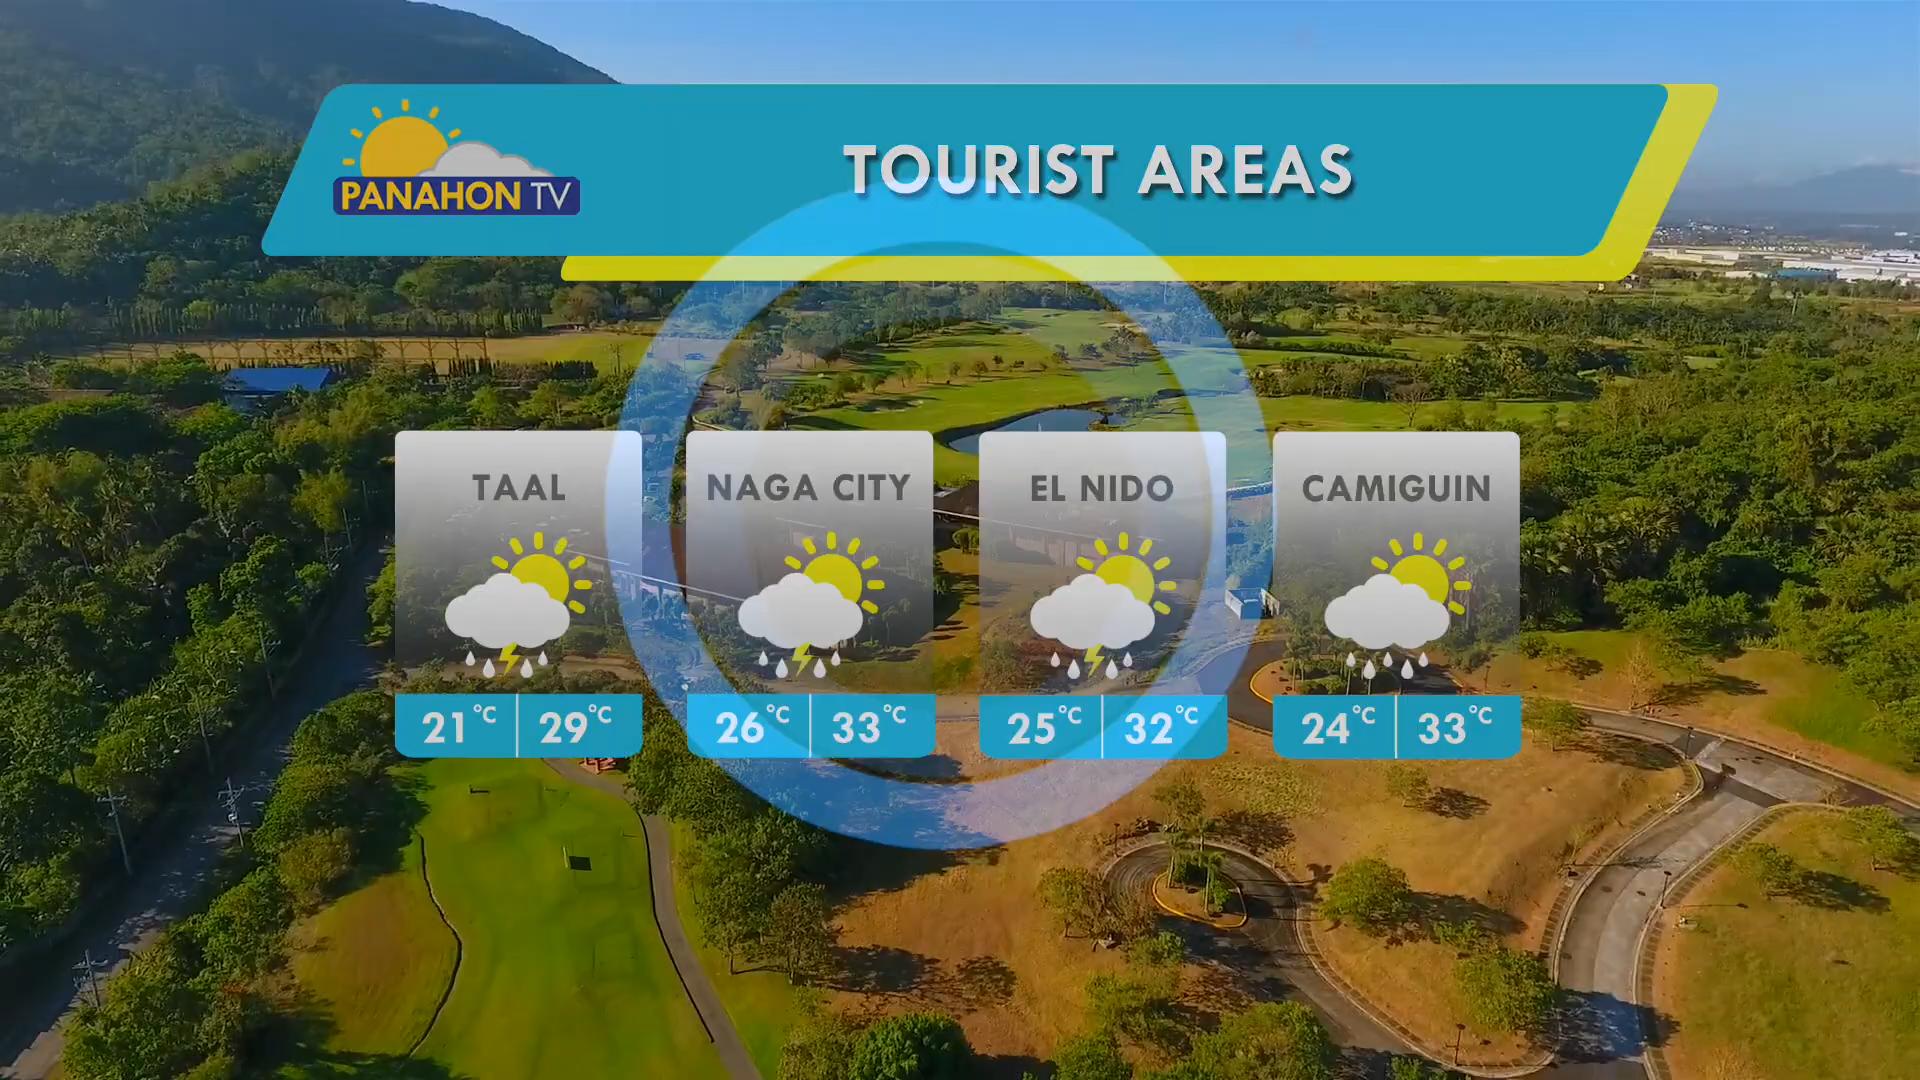 PANAHON TV
TOURIST AREAS
TAAL
21°C 29°C
NAGA CITY
26°C 33°C
EL NIDO
25°C 32°C
CAMIGUIN
24°C 33°C